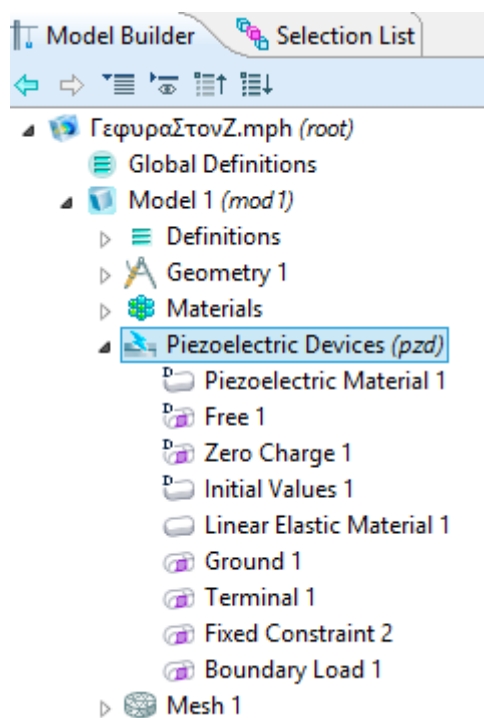 Model Builder Selection List
ΓεφυραΣτονΖ.mph (root)
Global Definitions
Model 1 (mod1)
Definitions
Geometry 1
Materials
Piezoelectric Devices (pzd)
D Piezoelectric Material 1
D Free 1
D Zero Charge 1
D Initial Values 1
Linear Elastic Material 1
Ground 1
Terminal 1
Fixed Constraint 2
Boundary Load 1
Mesh 1